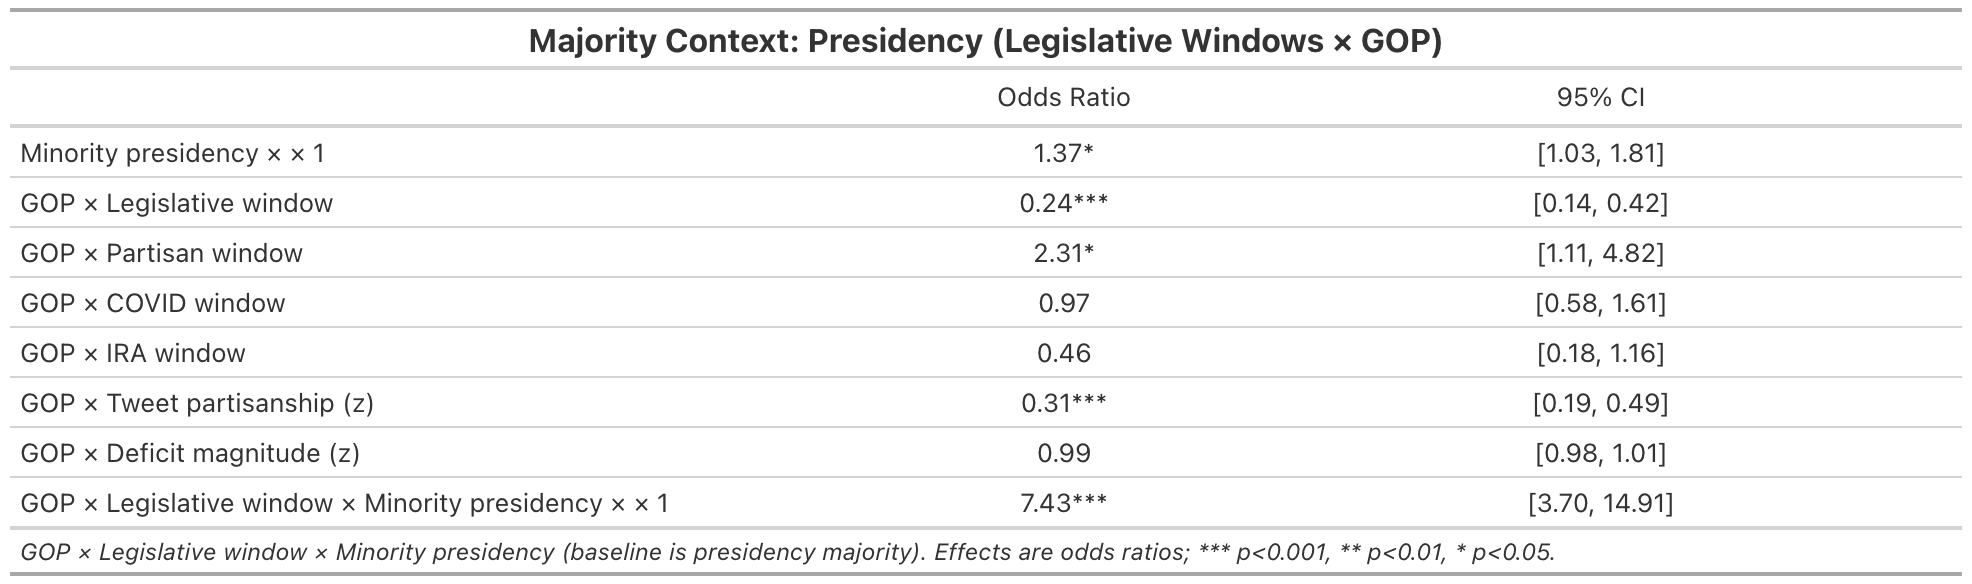 Majority Context: Presidency (Legislative Windows × GOP)
Odds Ratio 95% CI
Minority presidency × × 1 1.37* [1.03, 1.81]
GOP × Legislative window 0.24*** [0.14, 0.42]
GOP × Partisan window 2.31* [1.11, 4.82]
GOP × COVID window 0.97 [0.58, 1.61]
GOP × IRA window 0.46 [0.18, 1.16]
GOP × Tweet partisanship (z) 0.31*** [0.19, 0.49]
GOP × Deficit magnitude (z) 0.99 [0.98, 1.01]
GOP × Legislative window × Minority presidency × × 1 7.43*** [3.70, 14.91]
GOP × Legislative window × Minority presidency (baseline is presidency majority). Effects are odds ratios; *** p<0.001, ** p<0.01, * p<0.05.